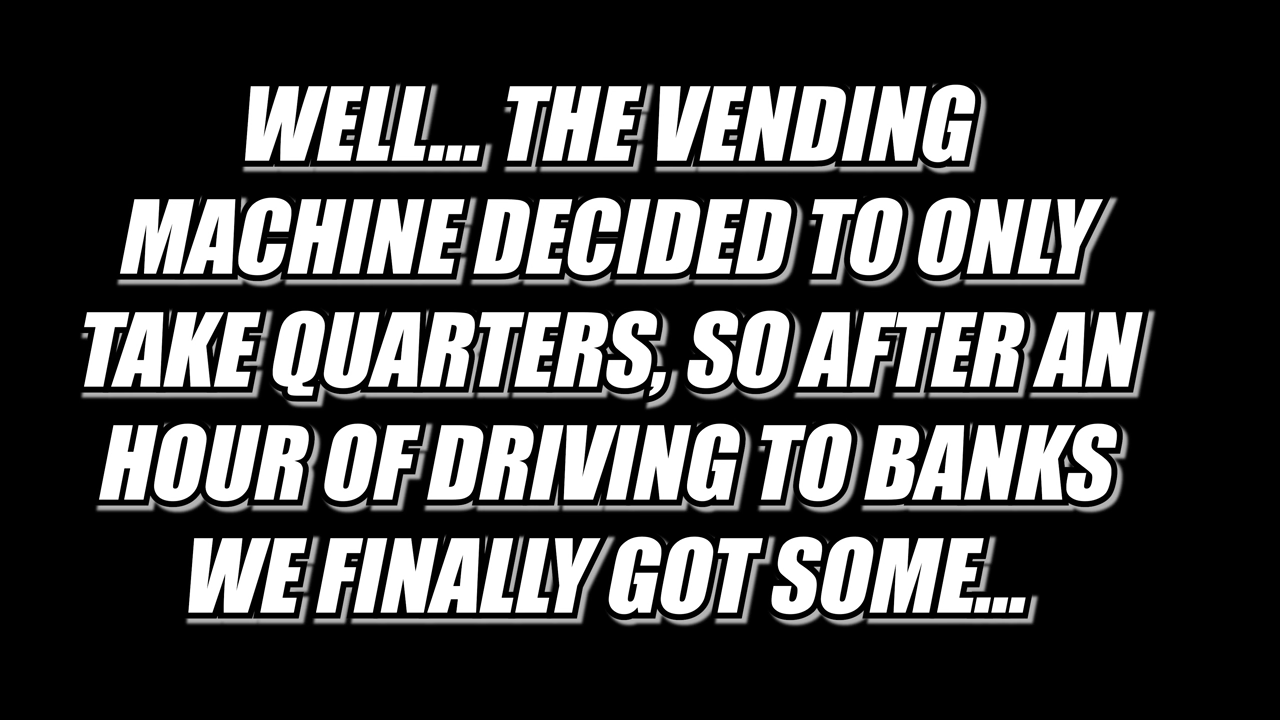 WELL... THE VENDING
MACHINE DECIDED TO ONLY
TAKE QUARTERS, SO AFTER AN
HOUR OF DRIVING TO BANKS
WE FINALLY GOT SOME...